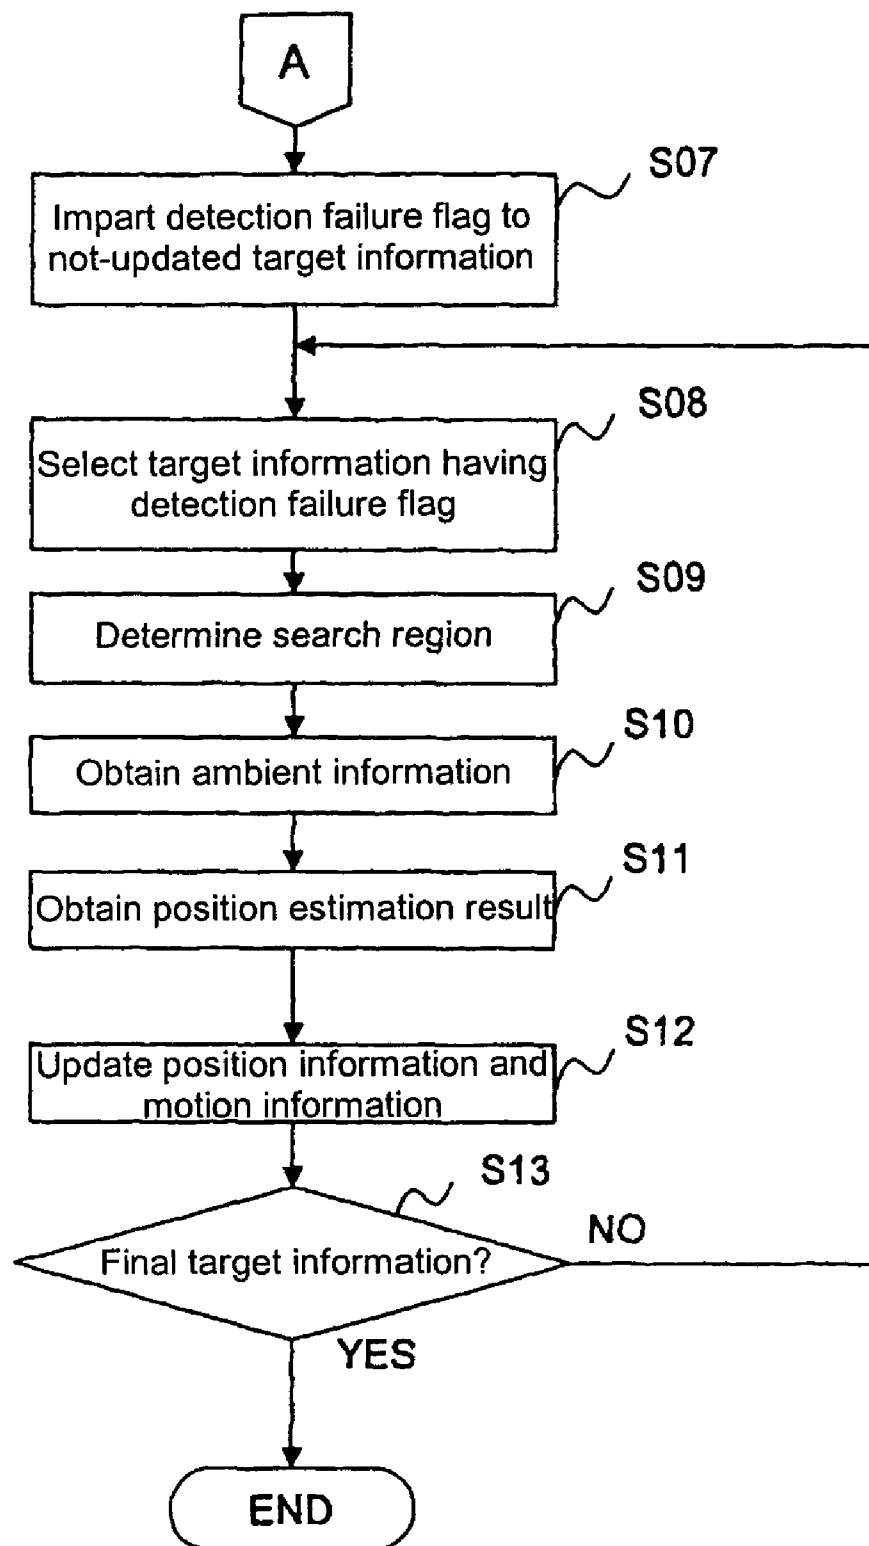 A
S07
Impart detection failure flag to
not-updated target information
S08
Select target information having
detection failure flag
S09
Determine search region
S10
Obtain ambient information
S11
Obtain position estimation result
S12
Update position information and
motion information
S13
Final target information?
NO
YES
END